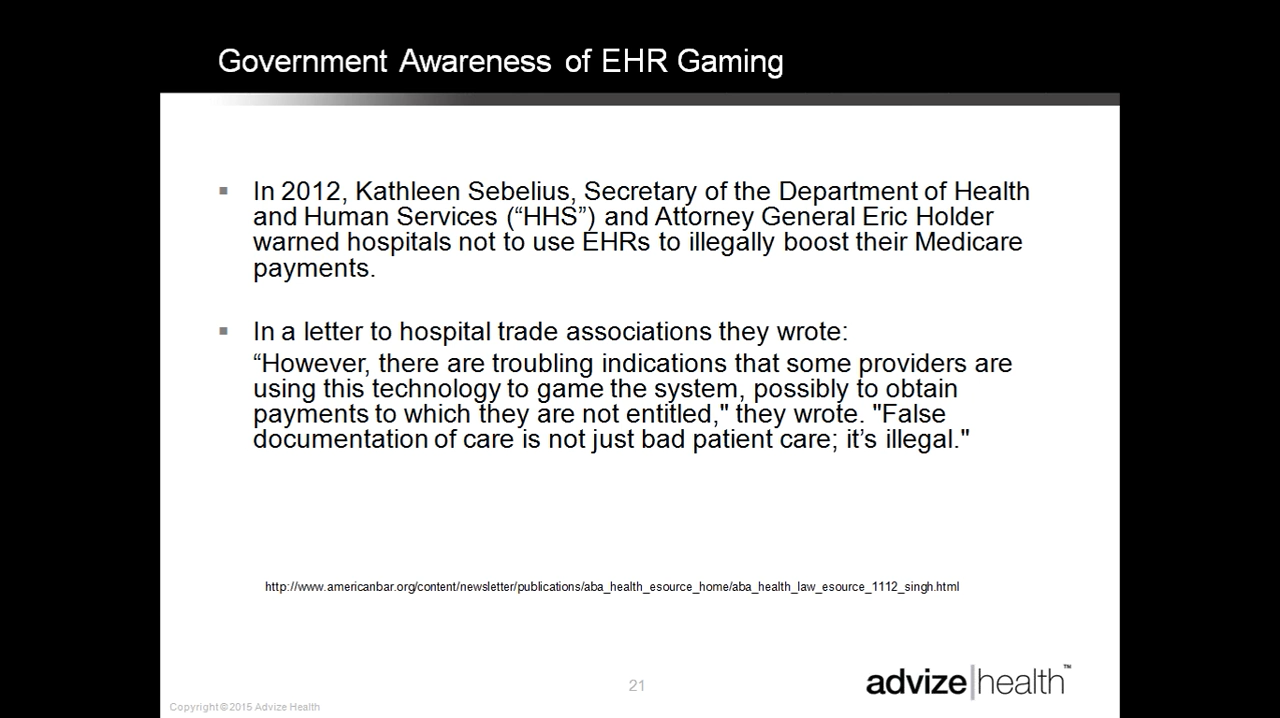 Government Awareness of EHR Gaming
▪ In 2012, Kathleen Sebelius, Secretary of the Department of Health
and Human Services (“HHS”) and Attorney General Eric Holder
warned hospitals not to use EHRs to illegally boost their Medicare
payments.
▪ In a letter to hospital trade associations they wrote:
“However, there are troubling indications that some providers are
using this technology to game the system, possibly to obtain
payments to which they are not entitled," they wrote. "False
documentation of care is not just bad patient care; it’s illegal."
http://www.americanbar.org/content/newsletter/publications/aba_health_esource_home/aba_health_law_esource_1112_singh.html
advize|health™
21
Copyright©2015 Advize Health